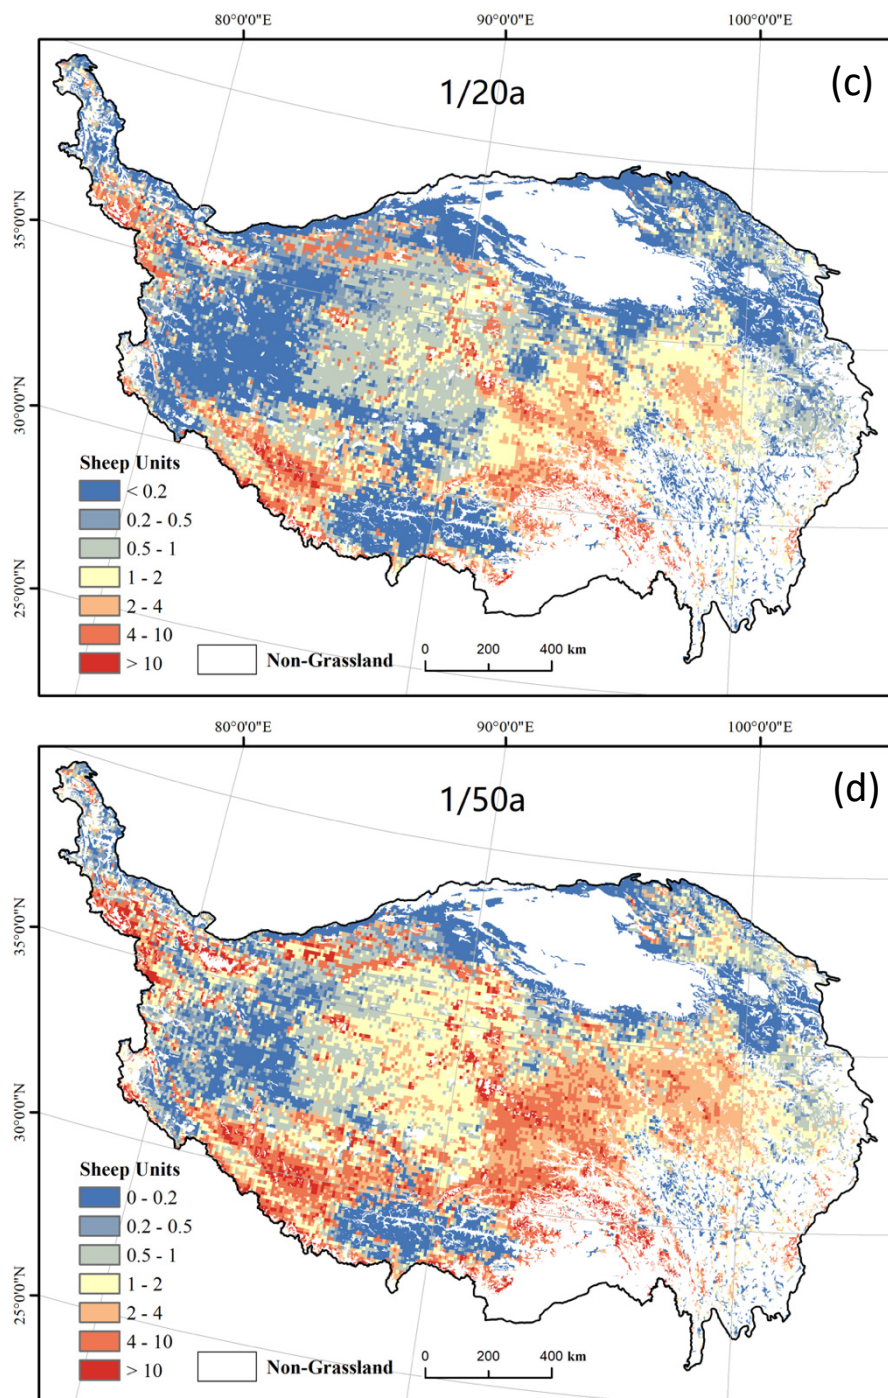 80°0'0"E 90°0'0"E 100°0'0"E
1/20a
(c)
35°0'0"N
30°0'0"N
25°0'0"N
Sheep Units
< 0.2
0.2 - 0.5
0.5 - 1
1 - 2
2 - 4
4 - 10
> 10
Non-Grassland
0 200 400 km
80°0'0"E 90°0'0"E 100°0'0"E
1/50a
(d)
35°0'0"N
30°0'0"N
25°0'0"N
Sheep Units
0 - 0.2
0.2 - 0.5
0.5 - 1
1 - 2
2 - 4
4 - 10
> 10
Non-Grassland
0 200 400 km